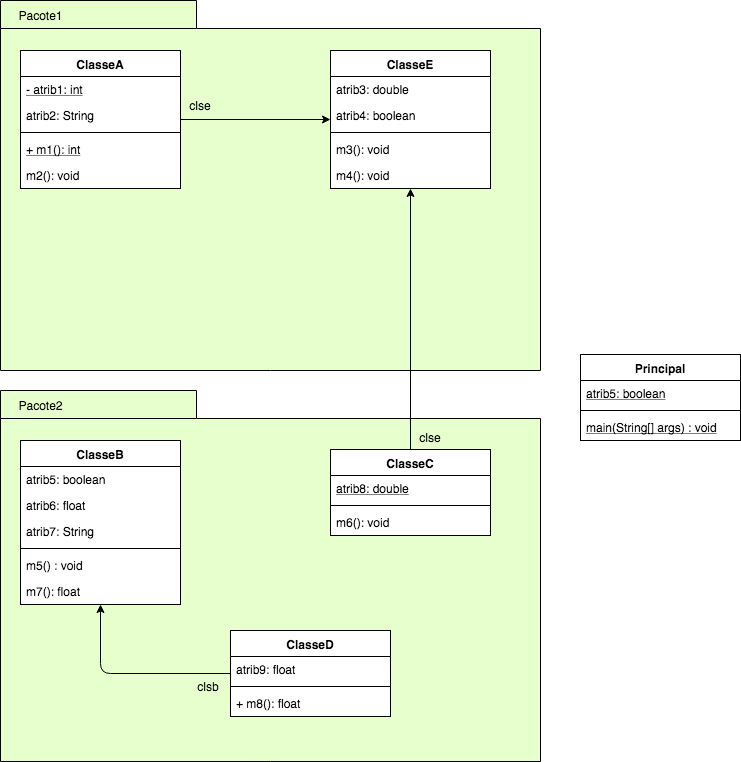 Pacote1
ClasseA
- atrib1: int
atrib2: String
+ m1(): int
m2(): void
clse
ClasseE
atrib3: double
atrib4: boolean
m3(): void
m4(): void
Principal
atrib5: boolean
main(String[] args) : void
Pacote2
ClasseB
atrib5: boolean
atrib6: float
atrib7: String
m5() : void
m7(): float
clse
ClasseC
atrib8: double
m6(): void
clsb
ClasseD
atrib9: float
+ m8(): float